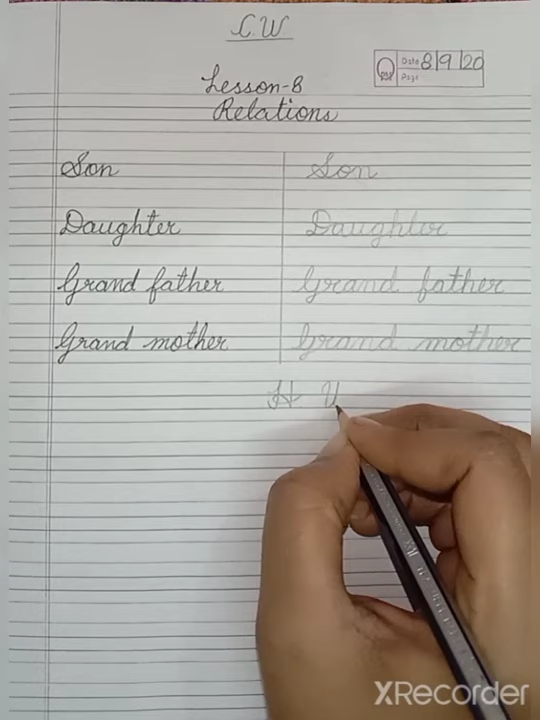 C.W
Date 8/9/20
Page
Lesson-8
Relations
Son Son
Daughter Daughter
Grand father Grand father
Grand mother Grand mother
H
XRecorder